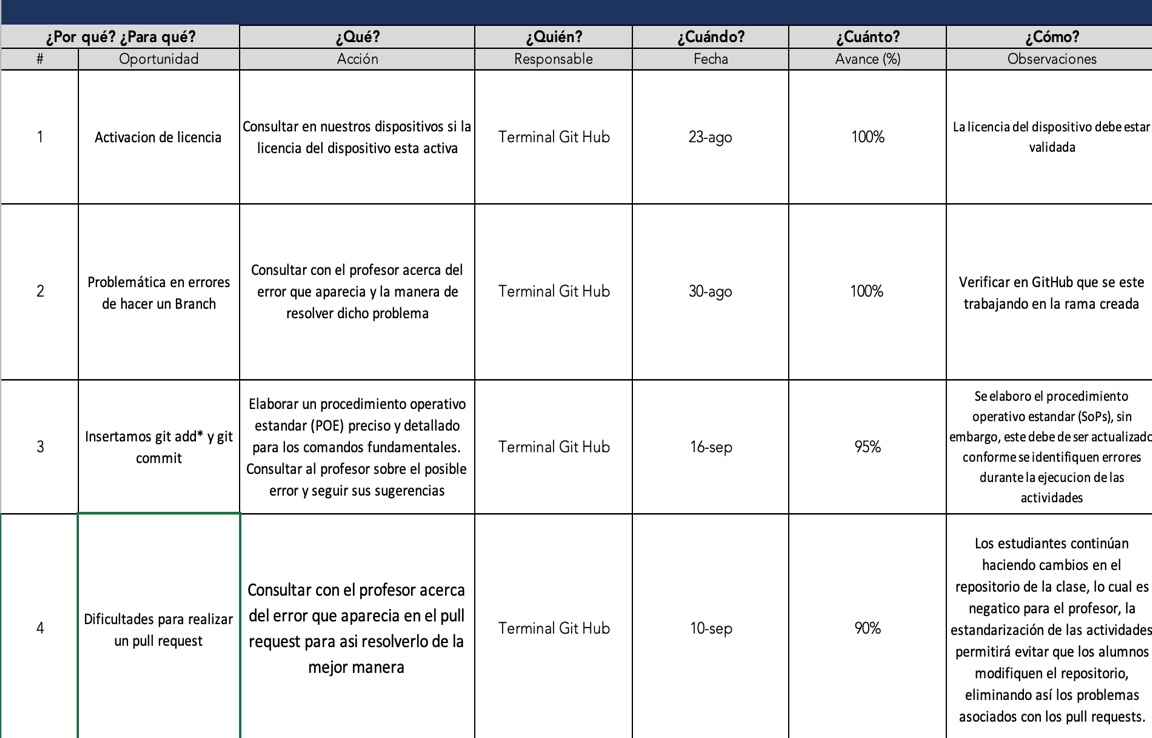 ¿Por qué? ¿Para qué?
¿Qué?
¿Quién?
¿Cuándo?
¿Cuánto?
¿Cómo?
#
Oportunidad
Acción
Responsable
Fecha
Avance (%)
Observaciones
1
Activacion de licencia
Consultar en nuestros dispositivos si la
licencia del dispositivo esta activa
Terminal Git Hub
23-ago
100%
La licencia del dispositivo debe estar
validada
2
Problemática en errores
de hacer un Branch
Consultar con el profesor acerca del
error que aparecia y la manera de
resolver dicho problema
Terminal Git Hub
30-ago
100%
Verificar en GitHub que se este
trabajando en la rama creada
3
Insertamos git add* y git
commit
Elaborar un procedimiento operativo
estandar (POE) preciso y detallado
para los comandos fundamentales.
Consultar al profesor sobre el posible
error y seguir sus sugerencias
Terminal Git Hub
16-sep
95%
Se elaboro el procedimiento
operativo estandar (SoPs), sin
embargo, este debe de ser actualizado
conforme se identifiquen errores
durante la ejecucion de las
actividades
4
Dificultades para realizar
un pull request
Consultar con el profesor acerca
del error que aparecia en el pull
request para asi resolverlo de la
mejor manera
Terminal Git Hub
10-sep
90%
Los estudiantes continúan
haciendo cambios en el
repositorio de la clase, lo cual es
negatico para el profesor, la
estandarización de las actividades
permitirá evitar que los alumnos
modifiquen el repositorio,
eliminando así los problemas
asociados con los pull requests.